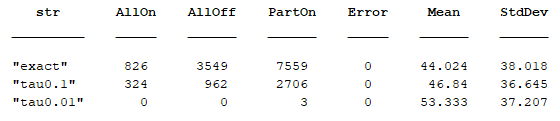 str AllOn AllOff PartOn Error Mean StdDev
"exact" 826 3549 7559 0 44.024 38.018
"tau0.1" 324 962 2706 0 46.84 36.645
"tau0.01" 0 0 3 0 53.333 37.207